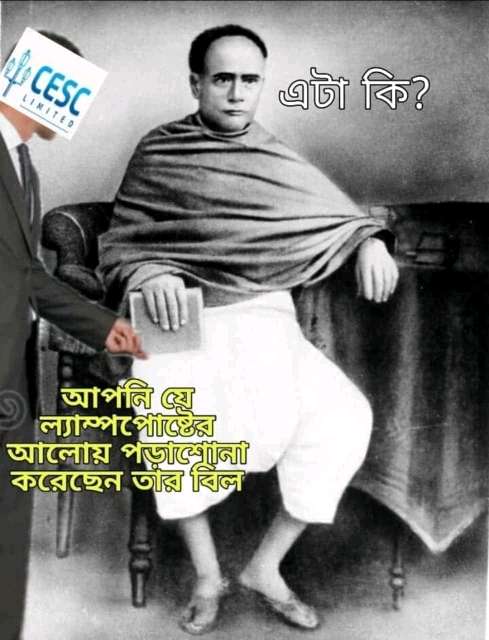 CESC
LIMITED
এটা কি?
আপনি যে
ল্যাম্পপোষ্টের
আলোয় পড়াশোনা
করেছেন তার বিল